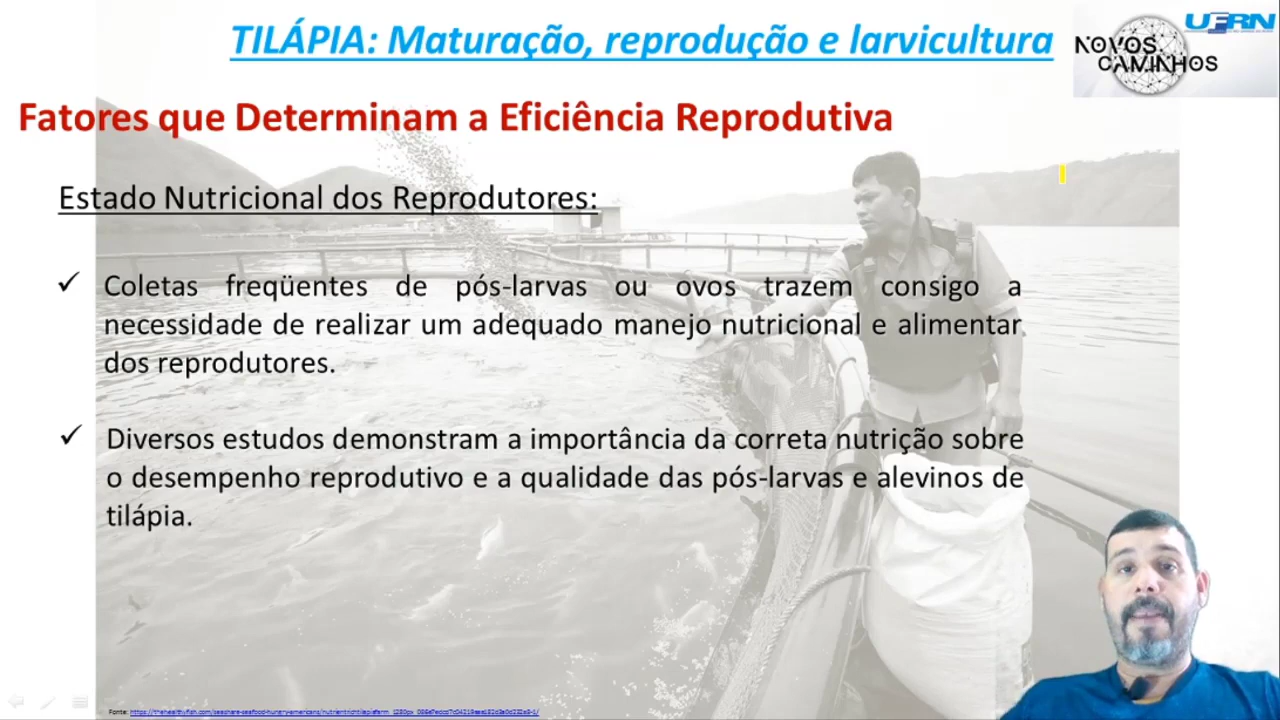 TILÁPIA: Maturação, reprodução e larvicultura
UFRN
NOVOS
CAMINHOS
Fatores que Determinam a Eficiência Reprodutiva
Estado Nutricional dos Reprodutores:
✓ Coletas freqüentes de pós-larvas ou ovos trazem consigo a
necessidade de realizar um adequado manejo nutricional e alimentar
dos reprodutores.
✓ Diversos estudos demonstram a importância da correta nutrição sobre
o desempenho reprodutivo e a qualidade das pós-larvas e alevinos de
tilápia.
Fonte: